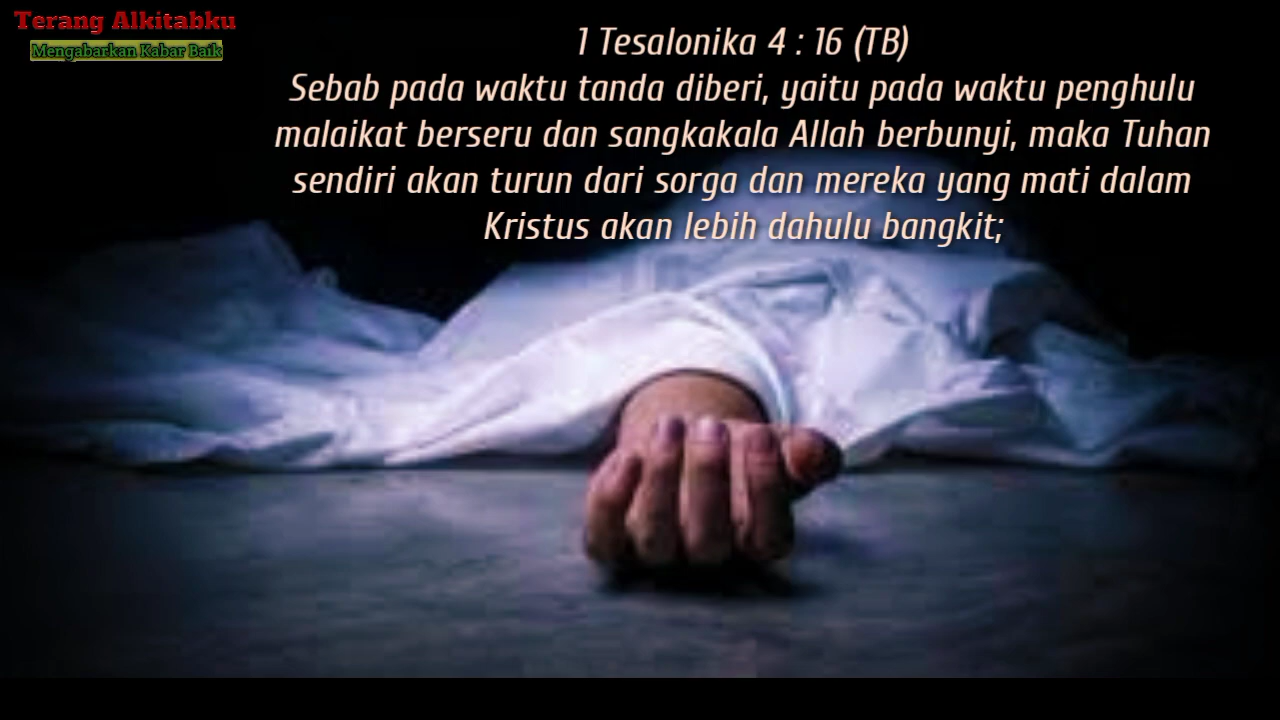 Terang Alkitabku
Mengabarkan Kabar Baik
1 Tesalonika 4 : 16 (TB)
Sebab pada waktu tanda diberi, yaitu pada waktu penghulu
malaikat berseru dan sangkakala Allah berbunyi, maka Tuhan
sendiri akan turun dari sorga dan mereka yang mati dalam
Kristus akan lebih dahulu bangkit;